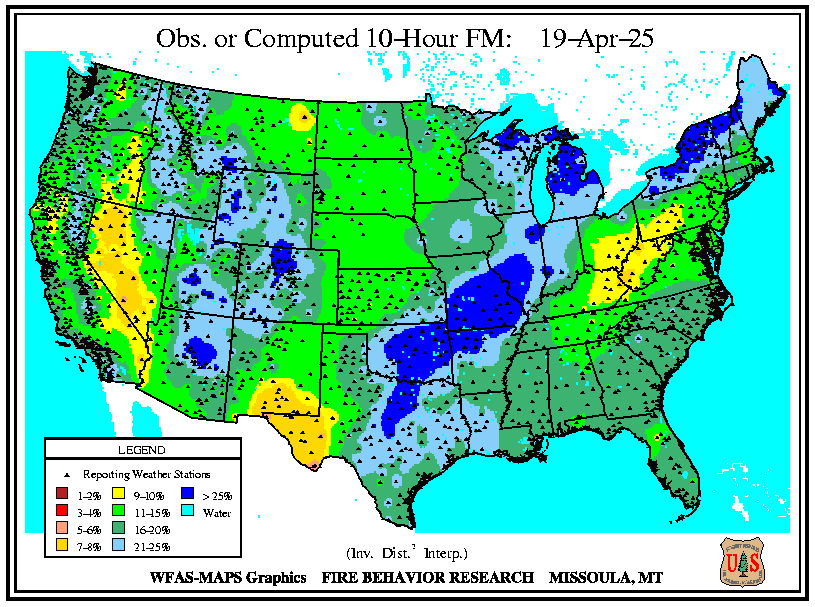 Obs. or Computed 10-Hour FM: 19-Apr-25
LEGEND
Reporting Weather Stations
1-2% 9-10% > 25%
3-4% 11-15% Water
5-6% 16-20%
7-8% 21-25%
(Inv. Dist.² Interp.)
WFAS-MAPS Graphics FIRE BEHAVIOR RESEARCH MISSOULA, MT
U S